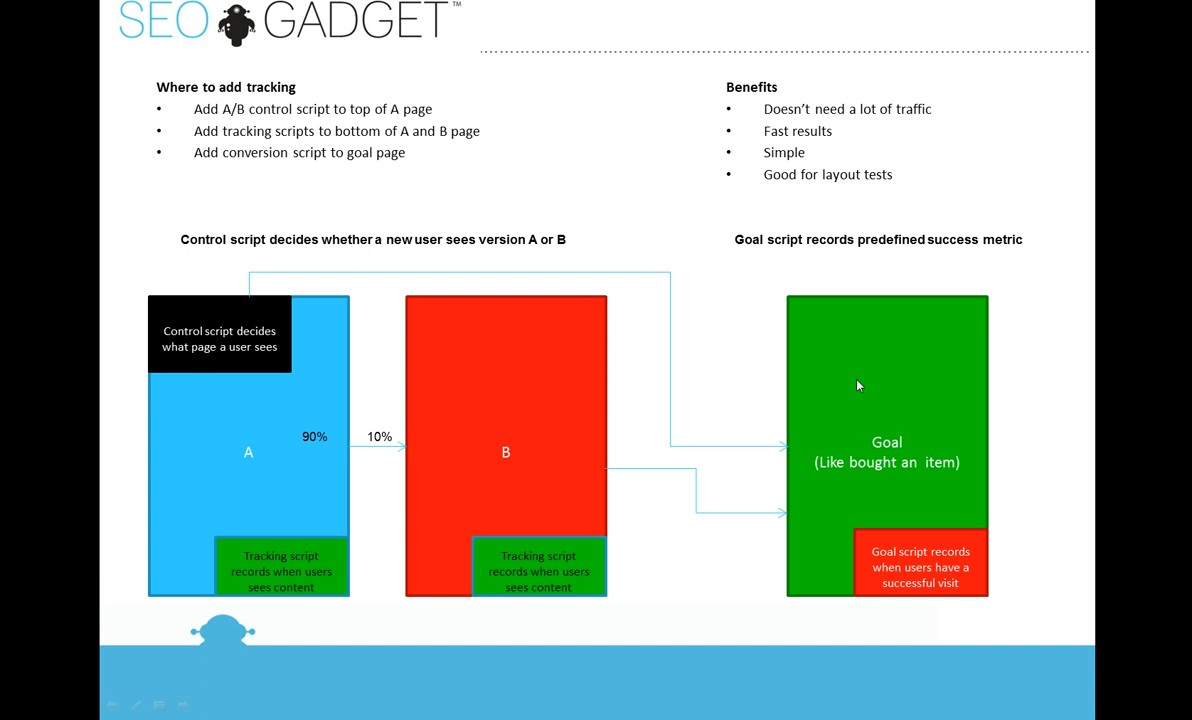 SEO GADGET™
Where to add tracking
• Add A/B control script to top of A page
• Add tracking scripts to bottom of A and B page
• Add conversion script to goal page
Benefits
• Doesn't need a lot of traffic
• Fast results
• Simple
• Good for layout tests
Control script decides whether a new user sees version A or B
Goal script records predefined success metric
Control script decides
what page a user sees
90%
10%
A
B
Goal
(Like bought an item)
Tracking script
records when users
sees content
Tracking script
records when users
sees content
Goal script records
when users have a
successful visit